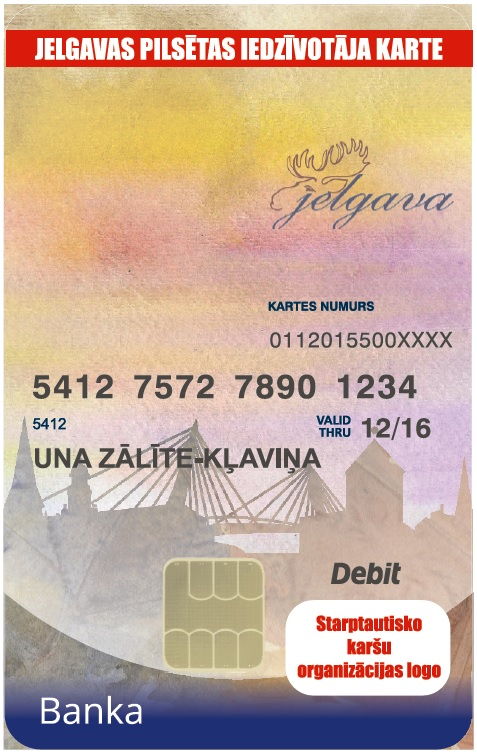 JELGAVAS PILSĒTAS IEDZĪVOTĀJA KARTE
jelgava
KARTES NUMURS
0112015500XXXX
5412 7572 7890 1234
5412
VALID THRU 12/16
UNA ZĀLĪTE-KĻAVIŅA
Debit
Starptautisko
karšu
organizācijas logo
Banka